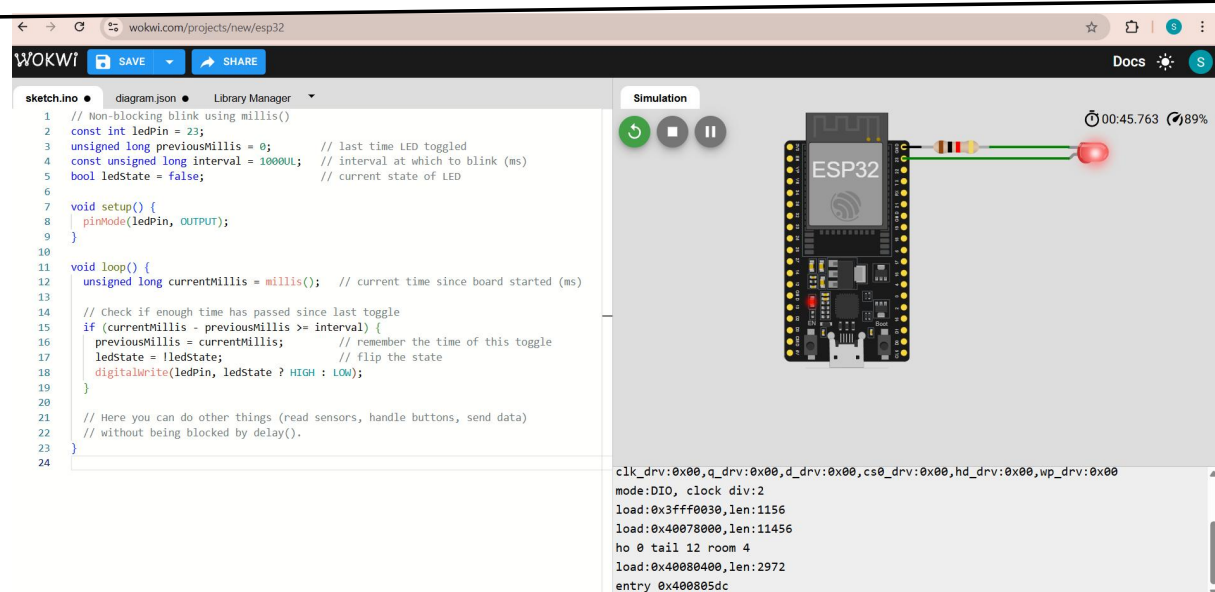 wokwi.com/projects/new/esp32
S
WOKWi SAVE SHARE Docs S
sketch.ino ● diagram.json ● Library Manager
1 // Non-blocking blink using millis()
2 const int ledPin = 23;
3 unsigned long previousMillis = 0; // last time LED toggled
4 const unsigned long interval = 1000UL; // interval at which to blink (ms)
5 bool ledState = false; // current state of LED
6
7 void setup() {
8 pinMode(ledPin, OUTPUT);
9 }
10
11 void loop() {
12 unsigned long currentMillis = millis(); // current time since board started (ms)
13
14 // Check if enough time has passed since last toggle
15 if (currentMillis - previousMillis >= interval) {
16 previousMillis = currentMillis; // remember the time of this toggle
17 ledState = !ledState; // flip the state
18 digitalWrite(ledPin, ledState ? HIGH : LOW);
19 }
20
21 // Here you can do other things (read sensors, handle buttons, send data)
22 // without being blocked by delay().
23 }
24
Simulation
00:45.763 89%
ESP32
EN Boot
clk_drv:0x00,q_drv:0x00,d_drv:0x00,cs0_drv:0x00,hd_drv:0x00,wp_drv:0x00
mode:DIO, clock div:2
load:0x3fff0030,len:1156
load:0x40078000,len:11456
ho 0 tail 12 room 4
load:0x40080400,len:2972
entry 0x400805dc